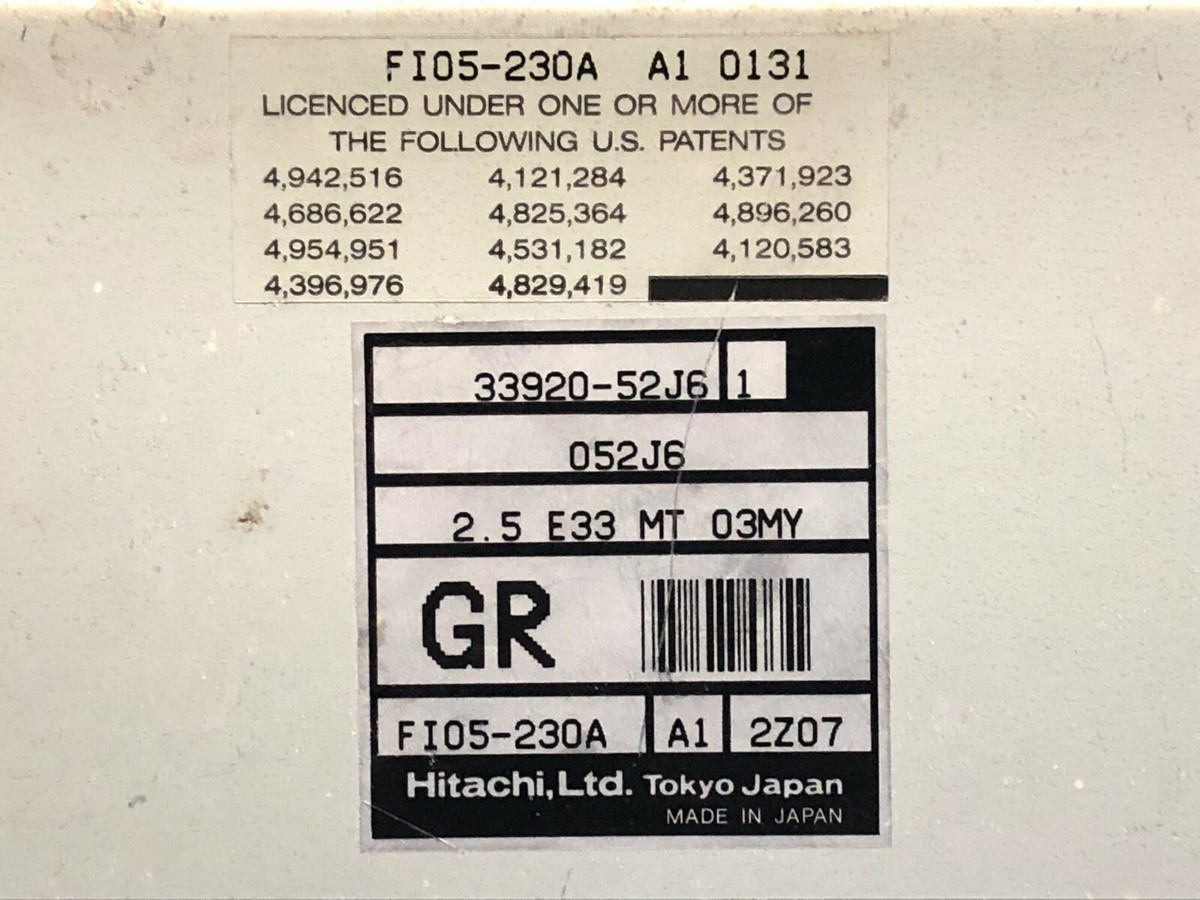 FI05-230A A1 0131
LICENCED UNDER ONE OR MORE OF
THE FOLLOWING U.S. PATENTS
4,942,516 4,121,284 4,371,923
4,686,622 4,825,364 4,896,260
4,954,951 4,531,182 4,120,583
4,396,976 4,829,419
33920-52J6 1
052J6
2.5 E33 MT 03MY
GR
FI05-230A A1 2Z07
Hitachi,Ltd. Tokyo Japan
MADE IN JAPAN